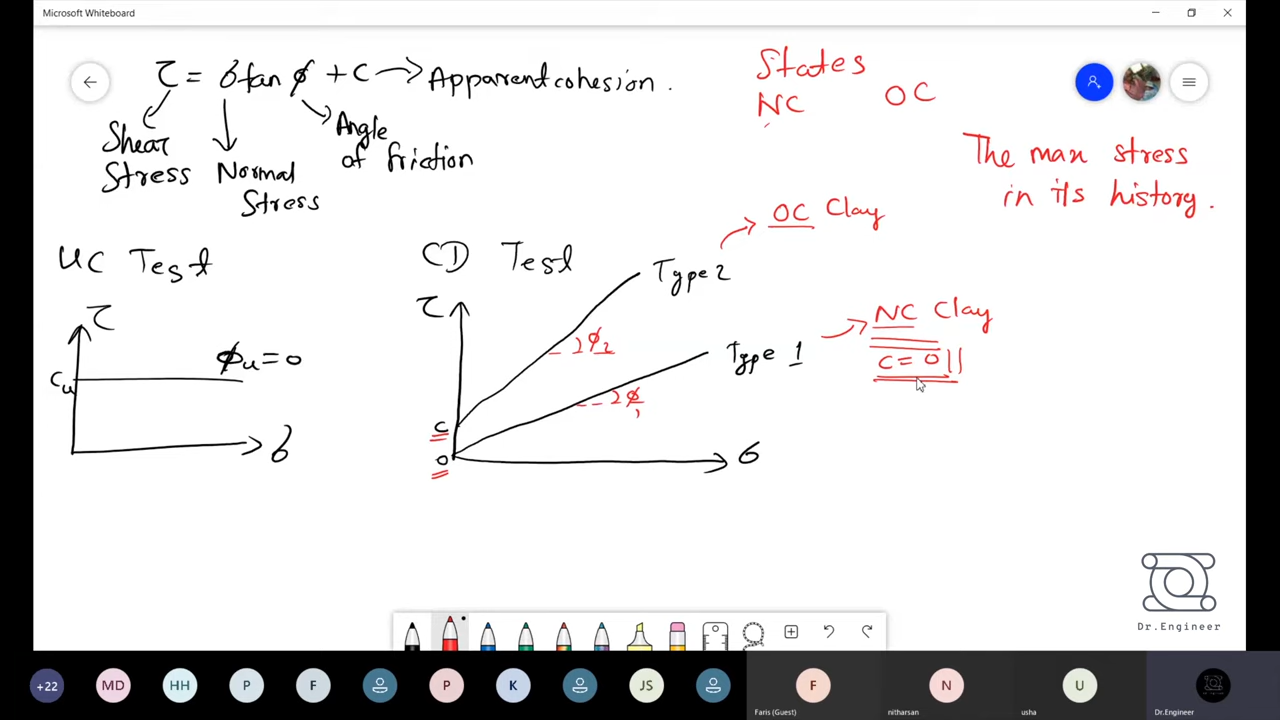 Microsoft Whiteboard
τ = σ tan φ + c → Apparent cohesion.
Shear Stress
Normal Stress
Angle of friction
States
NC OC
The max stress
in its history.
UC Test
τ
Cu
φu = 0
σ
CD Test
τ
Type 2
OC Clay
φ2
Type 1
NC Clay
c = 0
φ1
c
0
σ
Dr.Engineer
+22
MD
HH
P
F
P
K
JS
F
N
U
Faris (Guest)
nitharsan
usha
Dr.Engineer